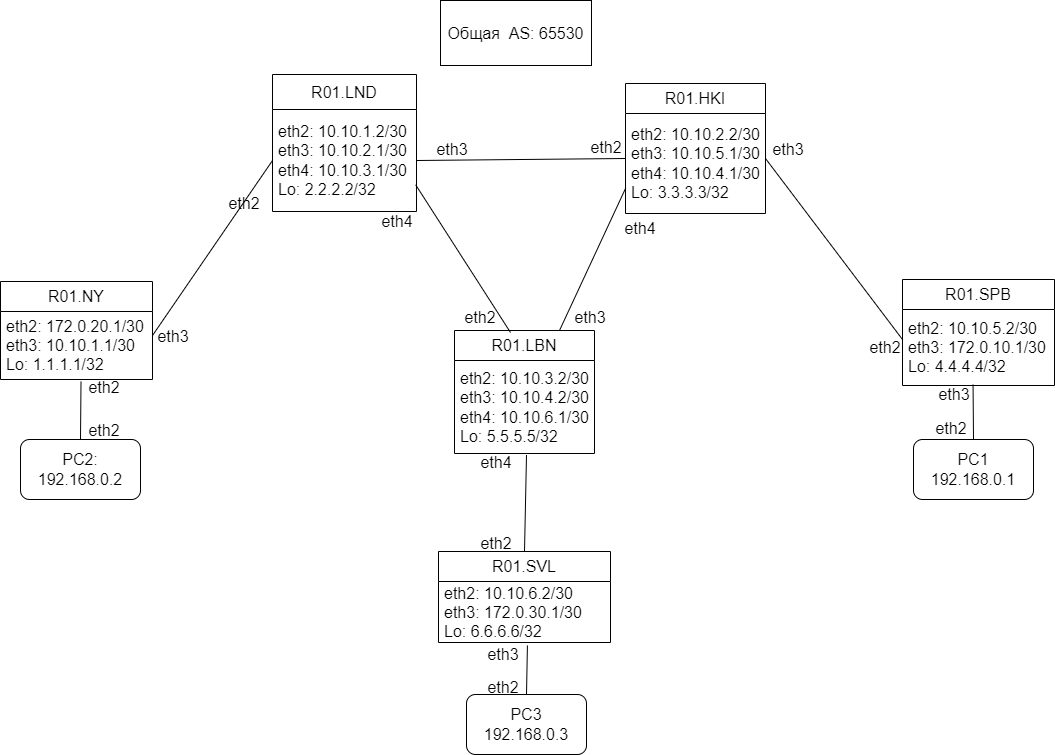 Общая AS: 65530
R01.LND
eth2: 10.10.1.2/30
eth3: 10.10.2.1/30
eth4: 10.10.3.1/30
Lo: 2.2.2.2/32
R01.HKI
eth2: 10.10.2.2/30
eth3: 10.10.5.1/30
eth4: 10.10.4.1/30
Lo: 3.3.3.3/32
eth3
eth2
eth3
eth2
eth4
eth4
R01.NY
eth2: 172.0.20.1/30
eth3: 10.10.1.1/30
Lo: 1.1.1.1/32
eth3
eth2
eth2
PC2:
192.168.0.2
eth2
eth3
R01.LBN
eth2: 10.10.3.2/30
eth3: 10.10.4.2/30
eth4: 10.10.6.1/30
Lo: 5.5.5.5/32
eth4
eth2
R01.SPB
eth2: 10.10.5.2/30
eth3: 172.0.10.1/30
Lo: 4.4.4.4/32
eth2
eth3
eth2
PC1
192.168.0.1
R01.SVL
eth2: 10.10.6.2/30
eth3: 172.0.30.1/30
Lo: 6.6.6.6/32
eth3
eth2
PC3
192.168.0.3